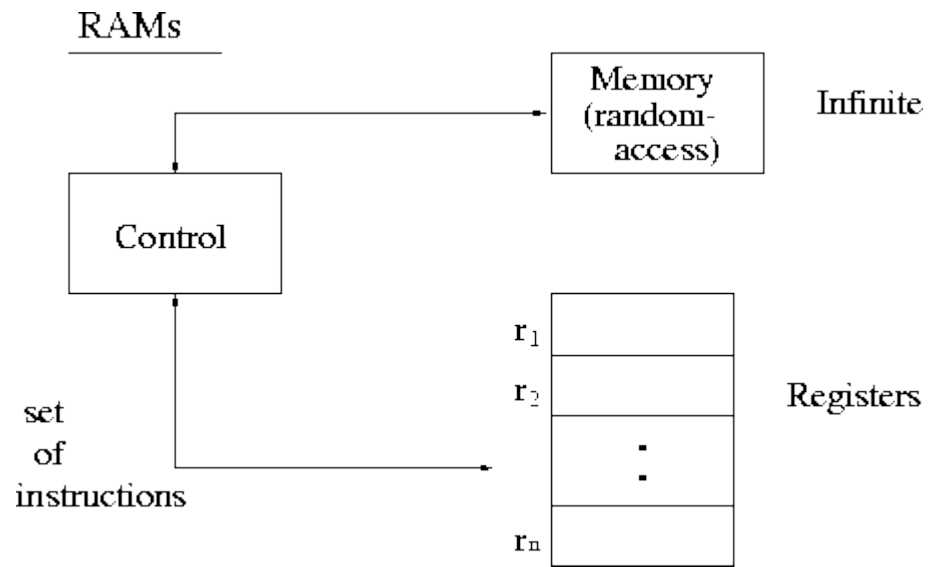 RAMs
Memory
(random-
access)
Infinite
Control
r₁
r₂
:
rₙ
Registers
set
of
instructions